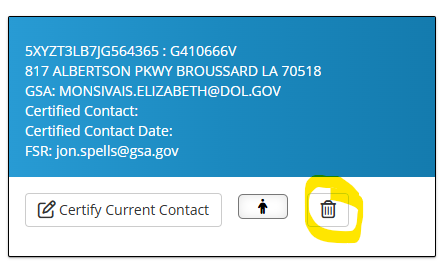 5XYZT3LB7JG564365 : G410666V
817 ALBERTSON PKWY BROUSSARD LA 70518
GSA: MONSIVAIS.ELIZABETH@DOL.GOV
Certified Contact:
Certified Contact Date:
FSR: jon.spells@gsa.gov
Certify Current Contact